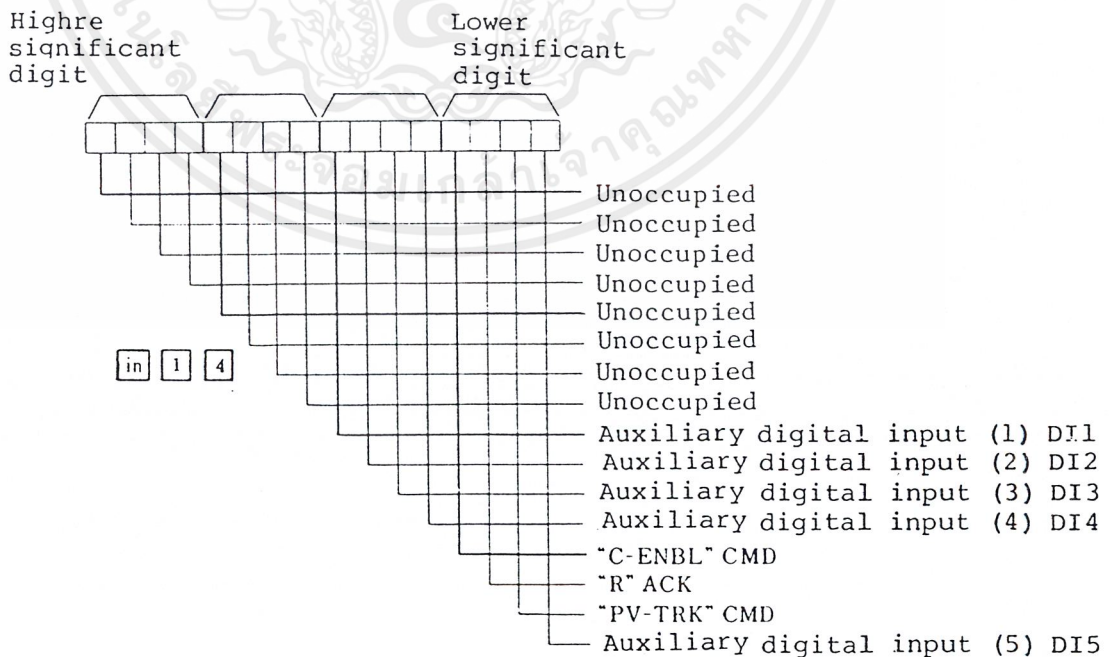 Highre
significant
digit
Lower
significant
digit
Unoccupied
Unoccupied
Unoccupied
Unoccupied
Unoccupied
Unoccupied
in 1 4
Unoccupied
Unoccupied
Auxiliary digital input (1) DI1
Auxiliary digital input (2) DI2
Auxiliary digital input (3) DI3
Auxiliary digital input (4) DI4
"C-ENBL" CMD
"R" ACK
"PV-TRK" CMD
Auxiliary digital input (5) DI5